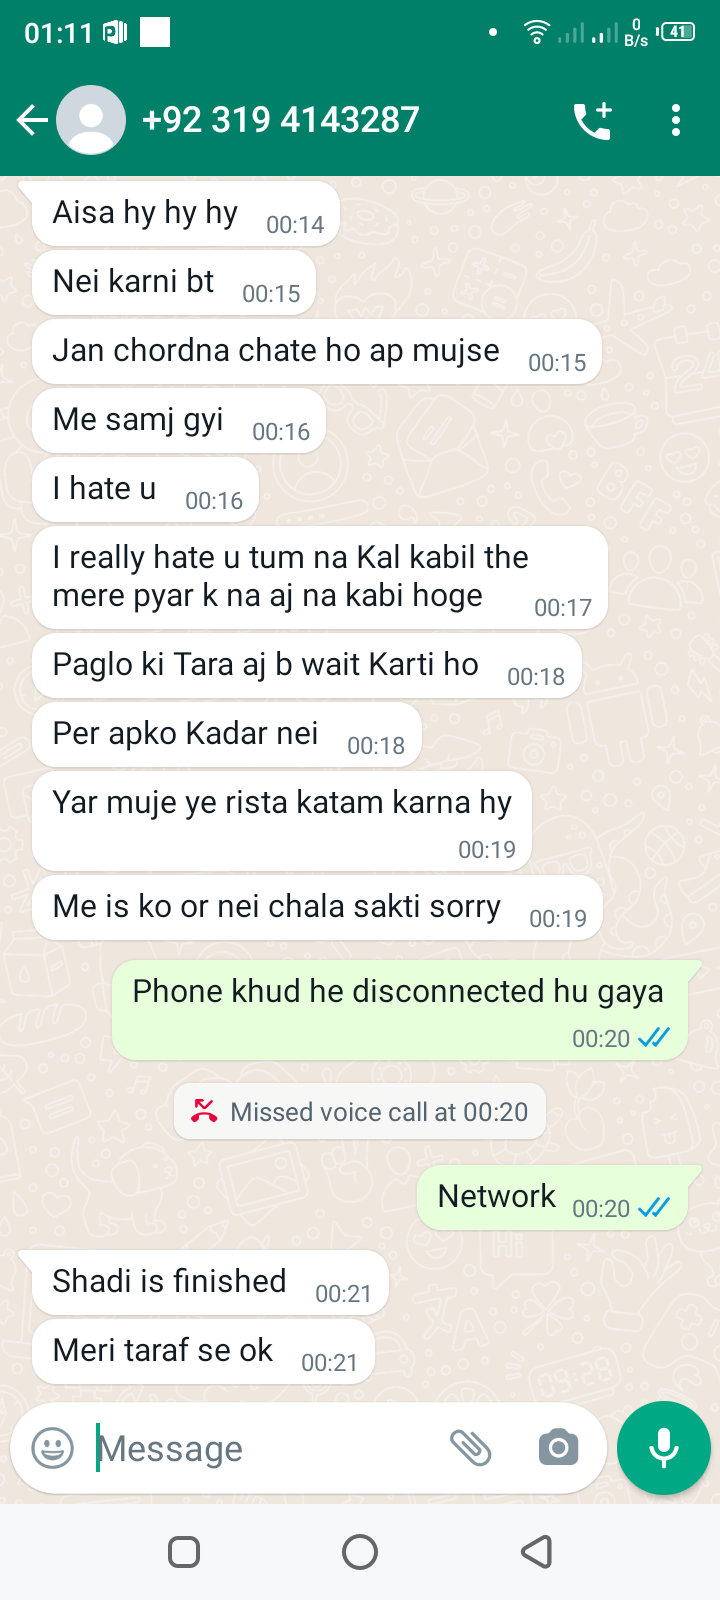 01:11
0
B/s
41
+92 319 4143287
Aisa hy hy hy 00:14
Nei karni bt 00:15
Jan chordna chate ho ap mujse 00:15
Me samj gyi 00:16
I hate u 00:16
I really hate u tum na Kal kabil the
mere pyar k na aj na kabi hoge 00:17
Paglo ki Tara aj b wait Karti ho 00:18
Per apko Kadar nei 00:18
Yar muje ye rista katam karna hy
00:19
Me is ko or nei chala sakti sorry 00:19
Phone khud he disconnected hu gaya
00:20
Missed voice call at 00:20
Network 00:20
Shadi is finished 00:21
Meri taraf se ok 00:21
Message